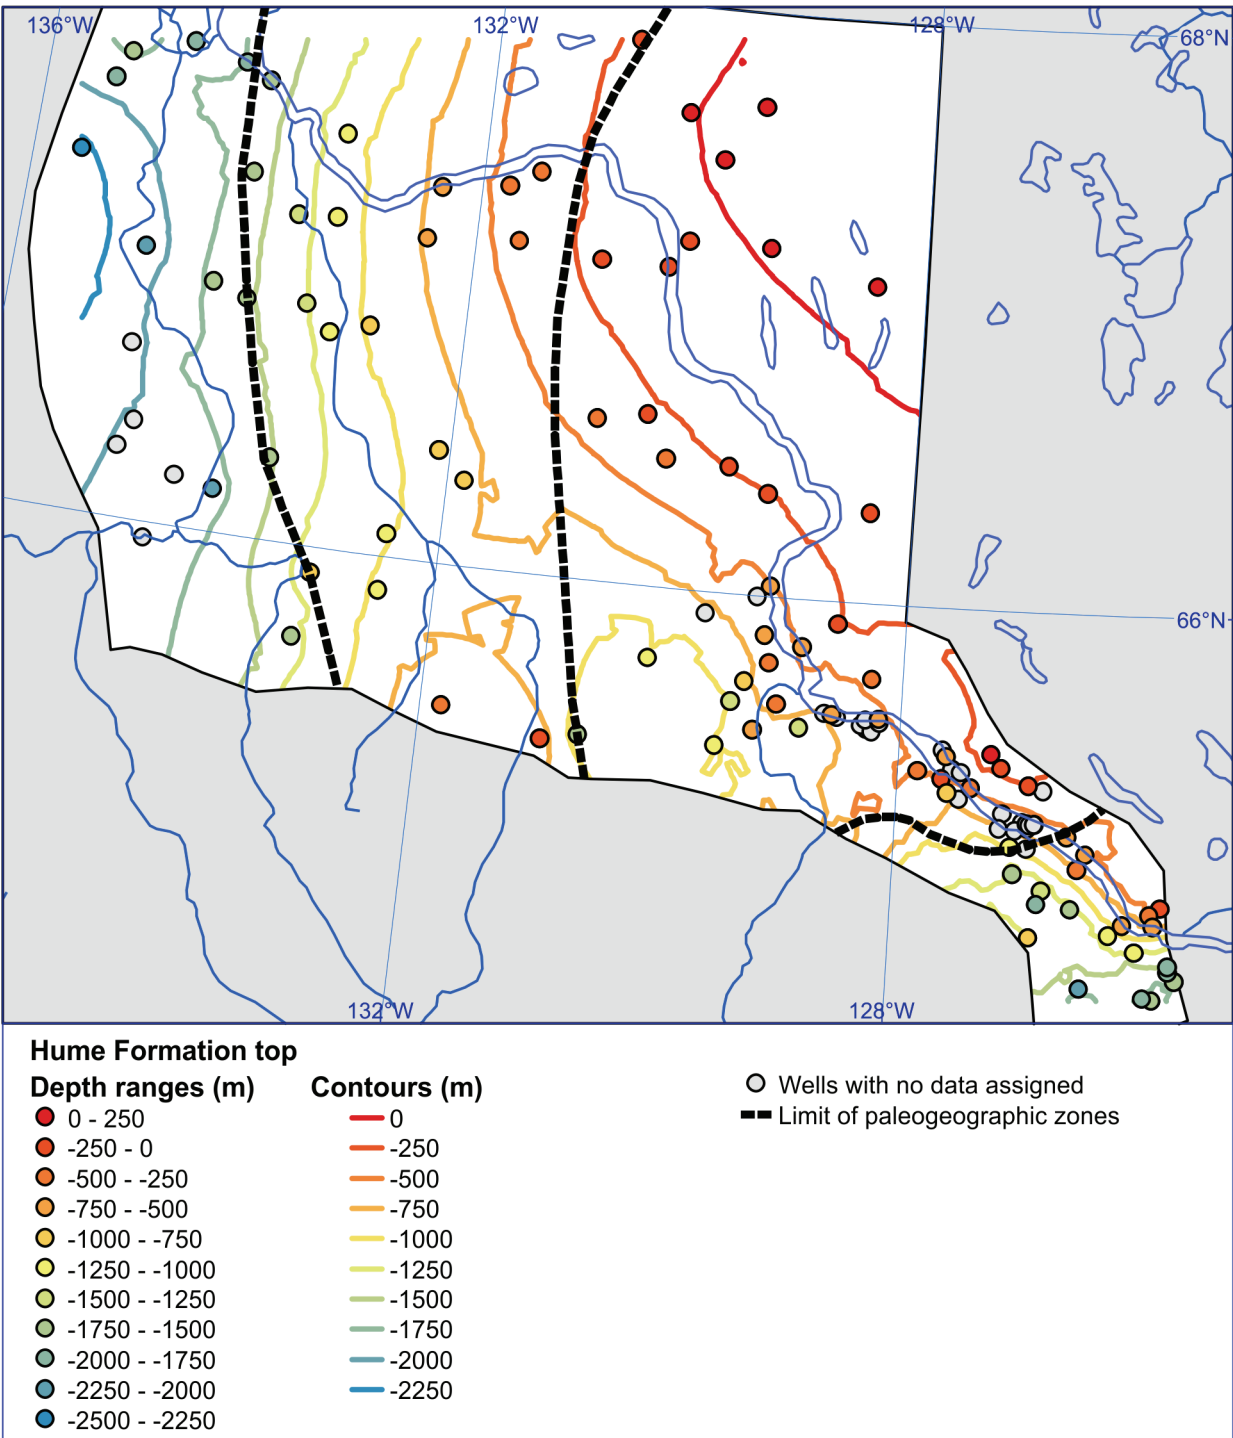 136°W
132°W
128°W
68°N
66°N
132°W
128°W
Hume Formation top
Depth ranges (m)
Contours (m)
0 - 250
-250 - 0
-500 - -250
-750 - -500
-1000 - -750
-1250 - -1000
-1500 - -1250
-1750 - -1500
-2000 - -1750
-2250 - -2000
-2500 - -2250
0
-250
-500
-750
-1000
-1250
-1500
-1750
-2000
-2250
Wells with no data assigned
Limit of paleogeographic zones